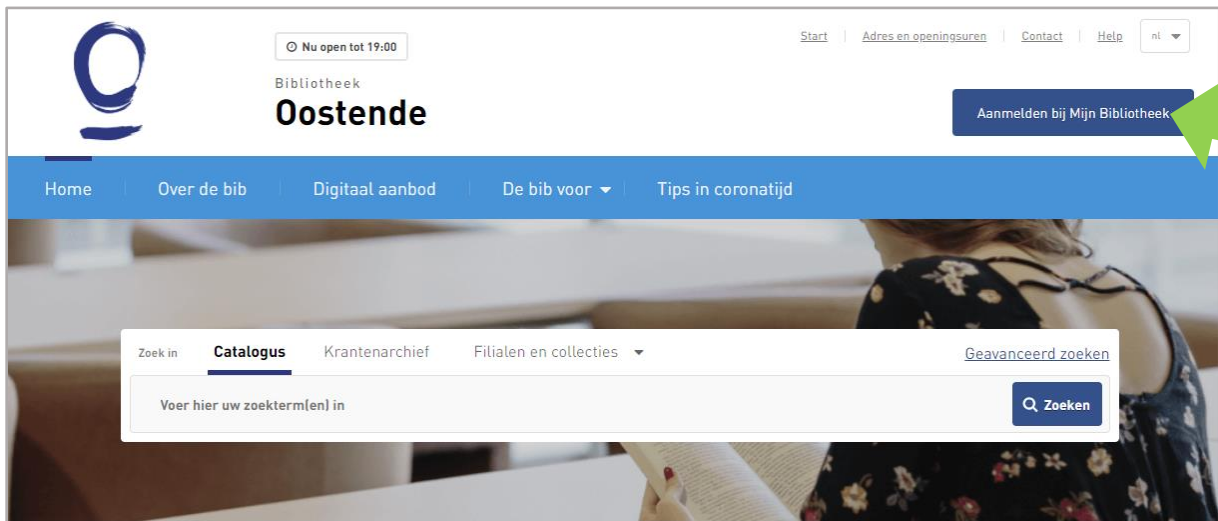 Nu open tot 19:00
Start Adres en openingsuren Contact Help nl
Bibliotheek
Oostende
Aanmelden bij Mijn Bibliotheek
Home Over de bib Digitaal aanbod De bib voor Tips in coronatijd
Zoek in Catalogus Krantenarchief Filialen en collecties Geavanceerd zoeken
Voer hier uw zoekterm(en) in Zoeken